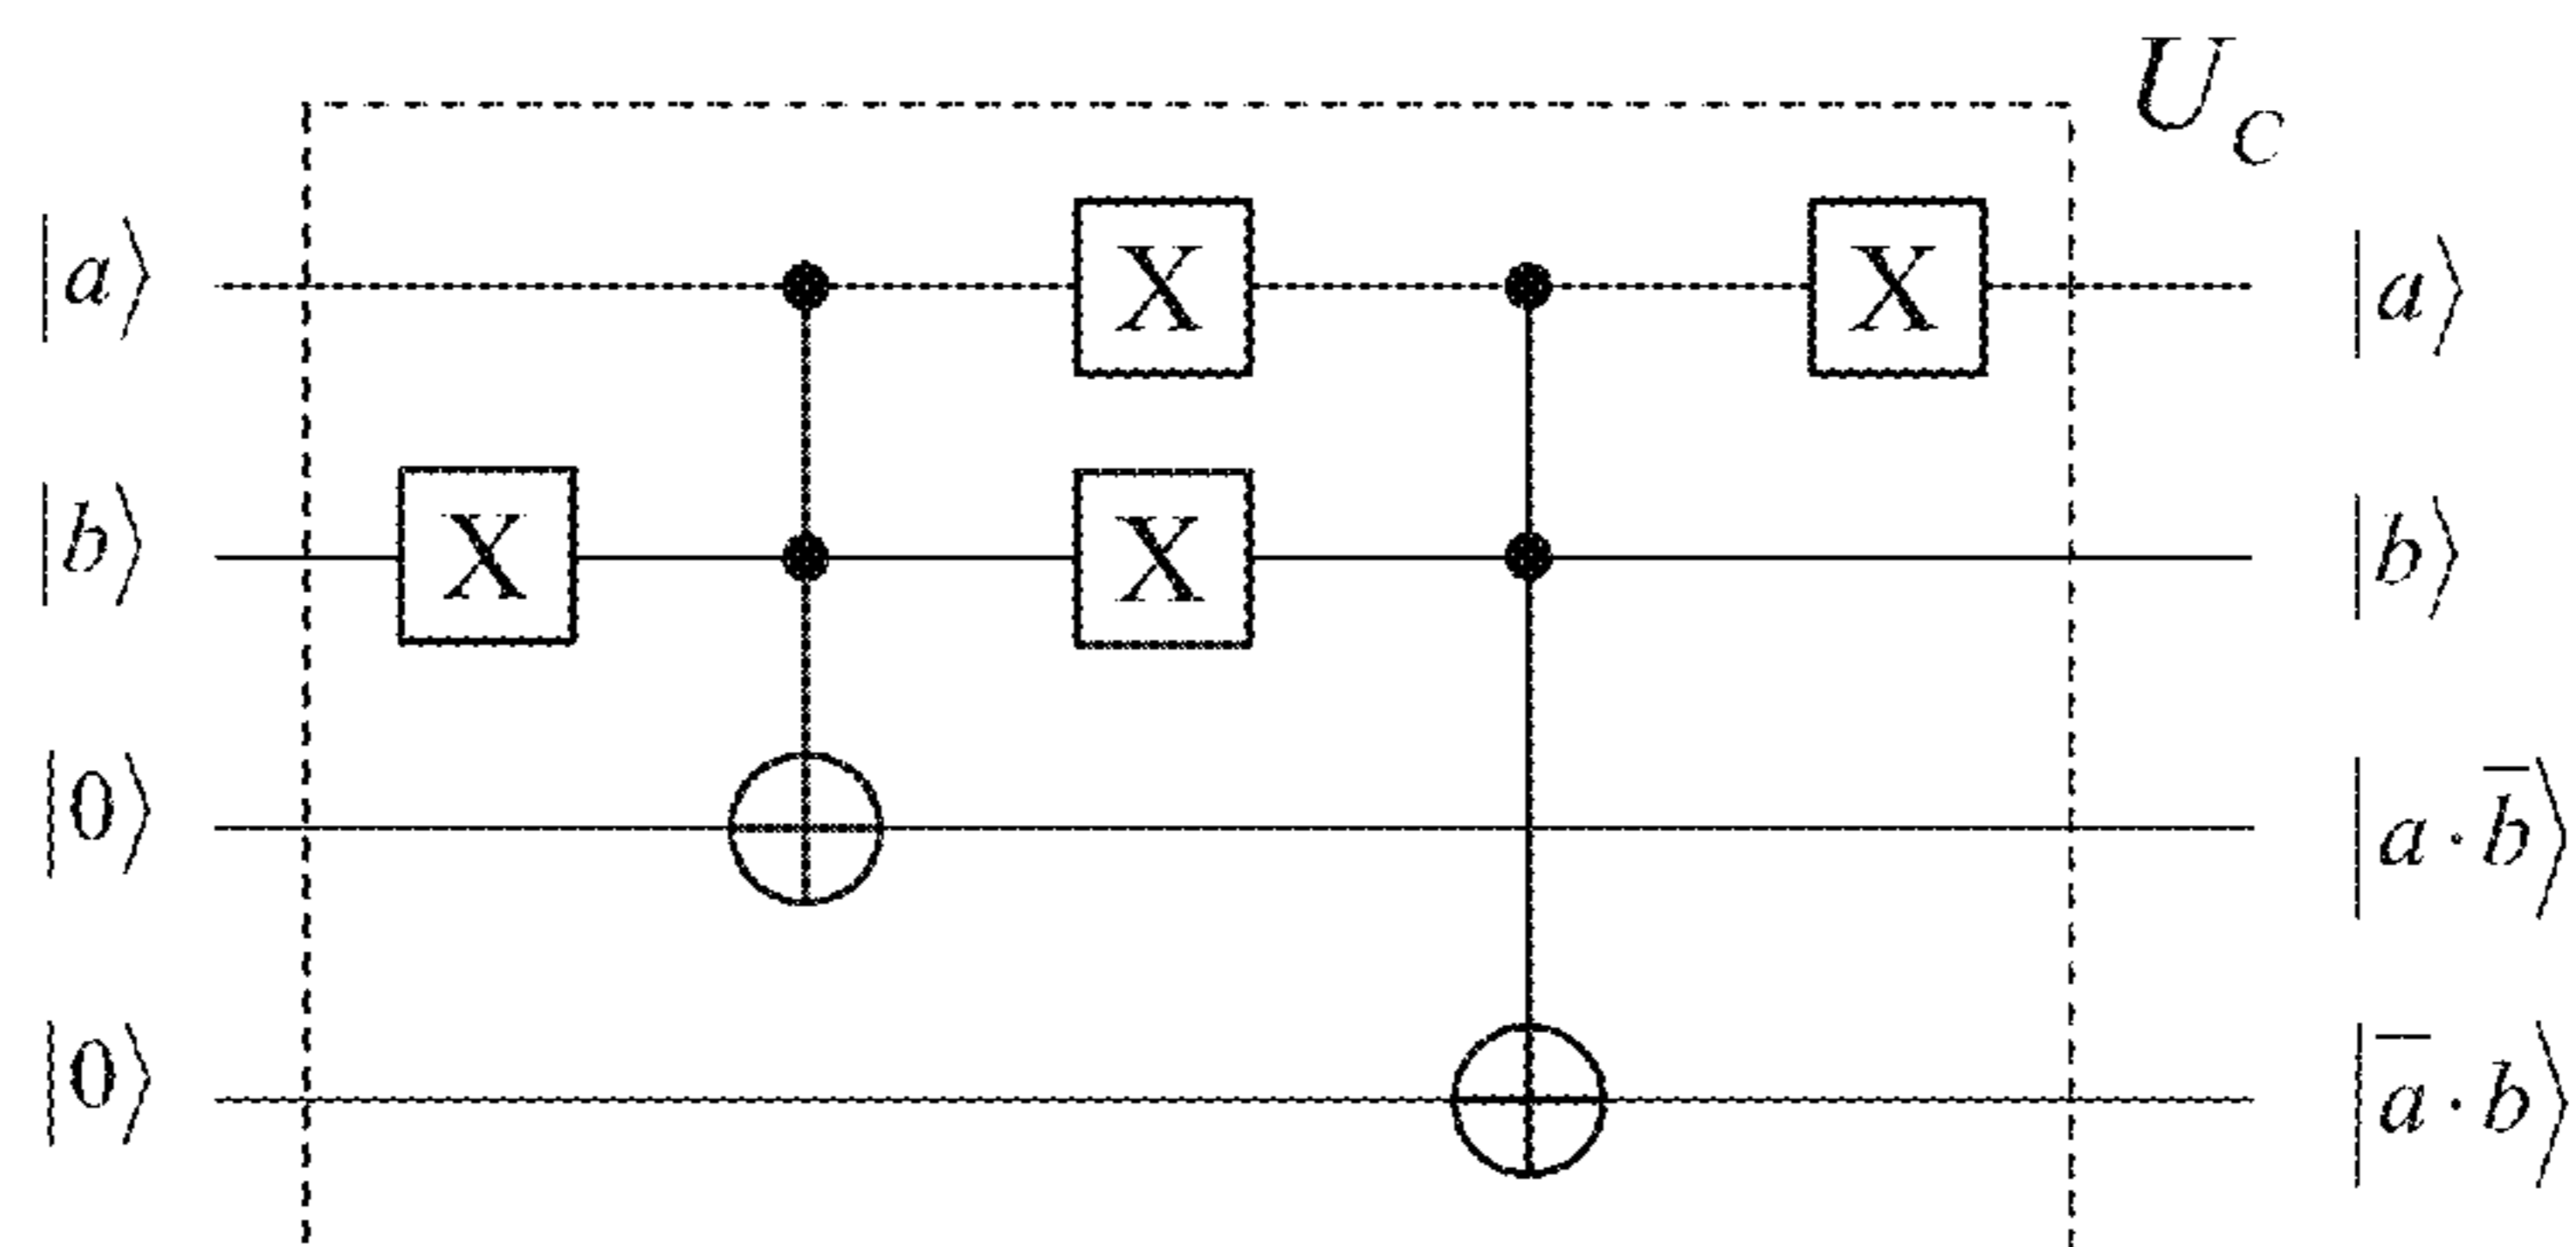 U_C
|a⟩ X X |a⟩
|b⟩ X X |b⟩
|0⟩ |a · b̅⟩
|0⟩ |a̅ · b⟩